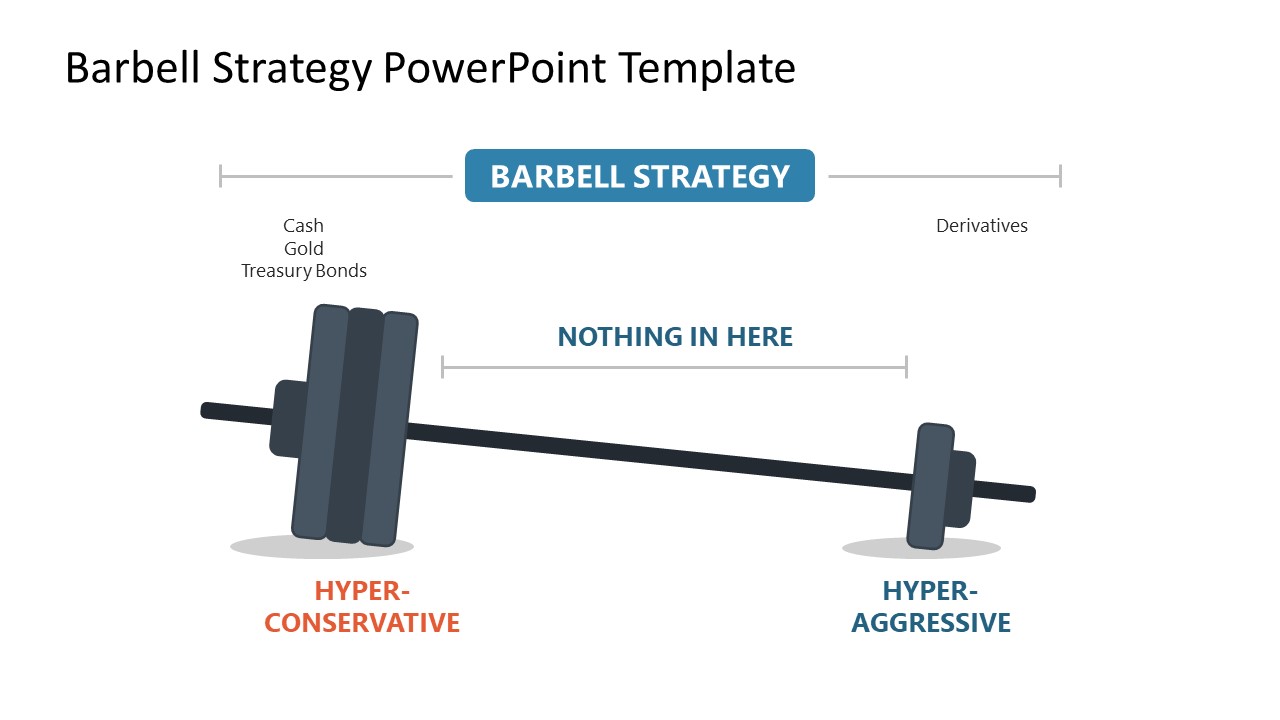 Barbell Strategy PowerPoint Template
BARBELL STRATEGY
Cash
Gold
Treasury Bonds
Derivatives
NOTHING IN HERE
HYPER-
CONSERVATIVE
HYPER-
AGGRESSIVE